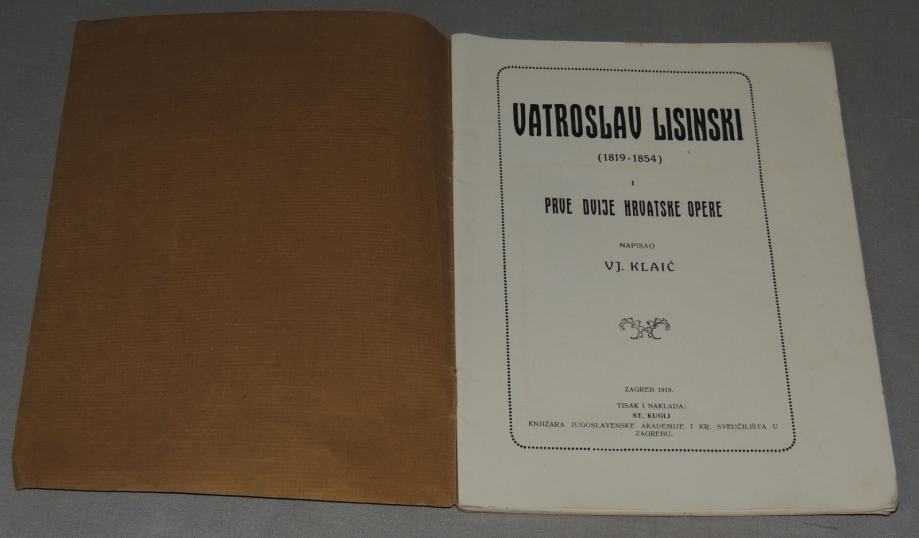 VATROSLAV LISINSKI
(1819-1854)
I
PRVE DVIJE HRVATSKE OPERE
NAPISAO
VJ. KLAIĆ
ZAGREB 1919.
TISAK I NAKLADA:
ST. KUGLI
KNJIŽARA JUGOSLAVENSKE AKADEMIJE I KR. SVEUČILIŠTA U
ZAGREBU.